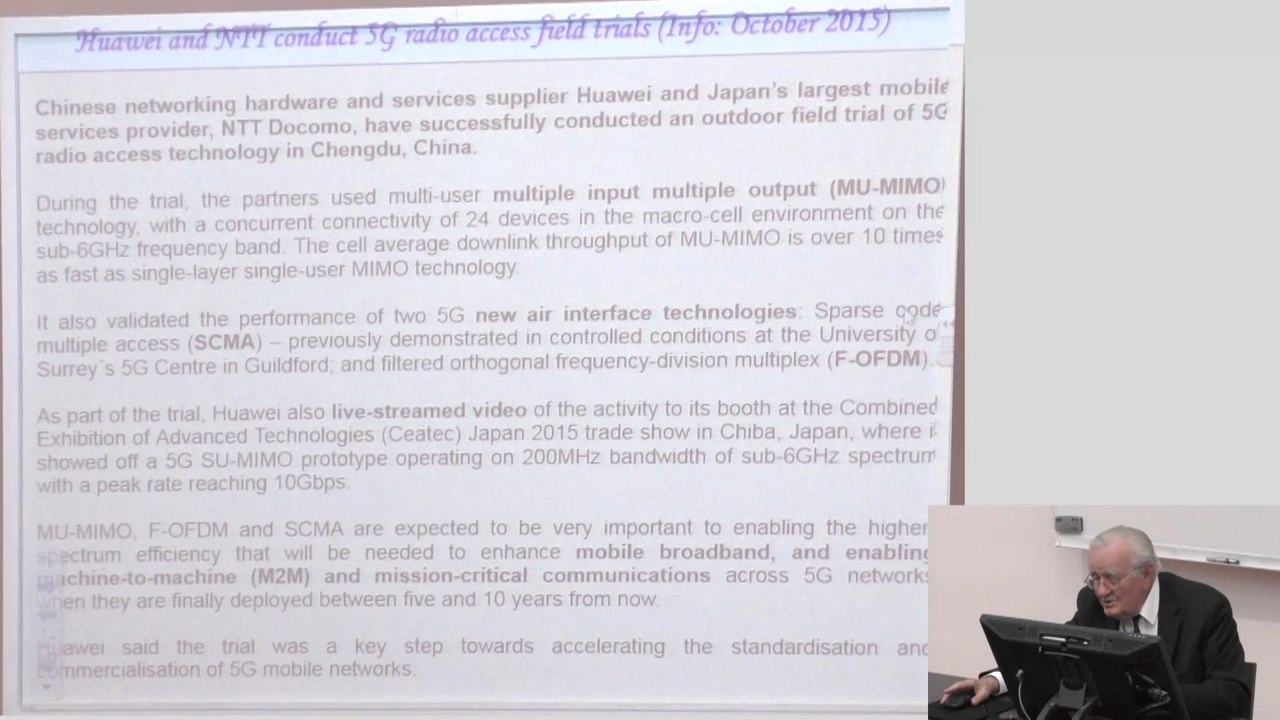 Huawei and NTT conduct 5G radio access field trials (Info: October 2015)
Chinese networking hardware and services supplier Huawei and Japan's largest mobile
services provider, NTT Docomo, have successfully conducted an outdoor field trial of 5G
radio access technology in Chengdu, China.
During the trial, the partners used multi-user multiple input multiple output (MU-MIMO)
technology, with a concurrent connectivity of 24 devices in the macro-cell environment on the
sub-6GHz frequency band. The cell average downlink throughput of MU-MIMO is over 10 times
as fast as single-layer single-user MIMO technology.
It also validated the performance of two 5G new air interface technologies: Sparse code
multiple access (SCMA) – previously demonstrated in controlled conditions at the University o
Surrey´s 5G Centre in Guildford; and filtered orthogonal frequency-division multiplex (F-OFDM).
As part of the trial, Huawei also live-streamed video of the activity to its booth at the Combined
Exhibition of Advanced Technologies (Ceatec) Japan 2015 trade show in Chiba, Japan, where i
showed off a 5G SU-MIMO prototype operating on 200MHz bandwidth of sub-6GHz spectrum
with a peak rate reaching 10Gbps.
MU-MIMO, F-OFDM and SCMA are expected to be very important to enabling the higher
spectrum efficiency that will be needed to enhance mobile broadband, and enabling
machine-to-machine (M2M) and mission-critical communications across 5G networks
when they are finally deployed between five and 10 years from now.
Huawei said the trial was a key step towards accelerating the standardisation and
commercialisation of 5G mobile networks.